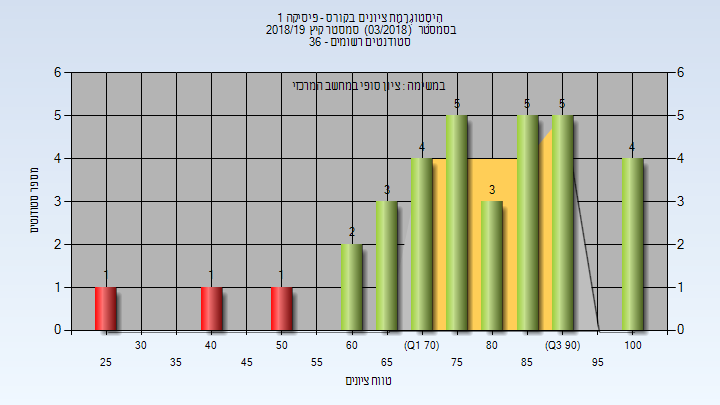 היסטוגרמת ציונים בקורס - פיסיקה 1
בסמסטר (03/2018) סמסטר קיץ 2018/19
סטודנטים רשומים - 36
במשימה : ציון סופי במחשב המרכזי
מספר סטודנטים
6 6
5 5
4 4
3 3
2 2
1 1
0 0
1 1 1 2 3 4 5 3 5 5 4
30 40 50 60 (Q1 70) 80 (Q3 90) 100
25 35 45 55 65 75 85 95
טווח ציונים